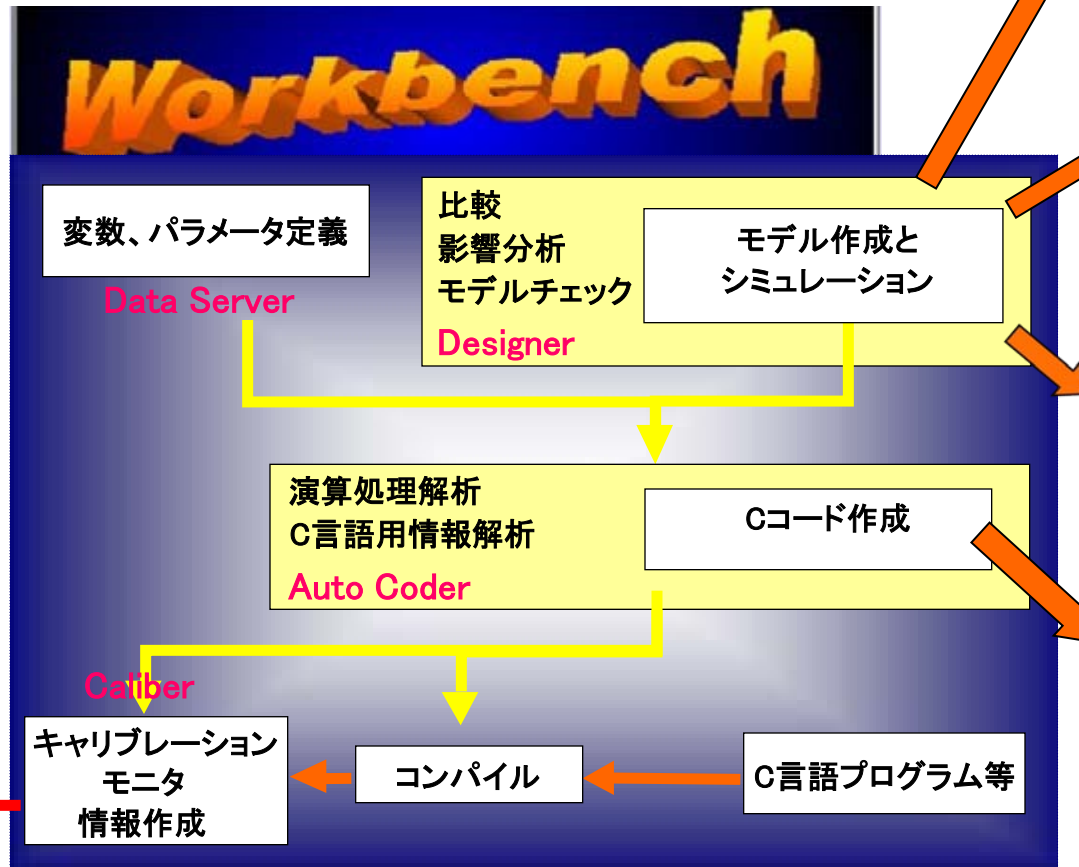 Workbench
変数、パラメータ定義
Data Server
比較
影響分析
モデルチェック
Designer
モデル作成と
シミュレーション
演算処理解析
C言語用情報解析
Auto Coder
Cコード作成
Caliber
キャリブレーション
モニタ
情報作成
コンパイル
C言語プログラム等